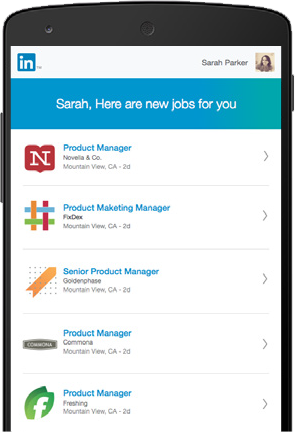 in™
Sarah Parker
Sarah, Here are new jobs for you
N
Product Manager
Novella & Co.
Mountain View, CA - 2d
Product Maketing Manager
FixDex
Mountain View, CA - 2d
Senior Product Manager
Goldenphase
Mountain View, CA - 2d
COMMONA
Product Manager
Commona
Mountain View, CA - 2d
f
Product Manager
Freshing
Mountain View, CA - 2d